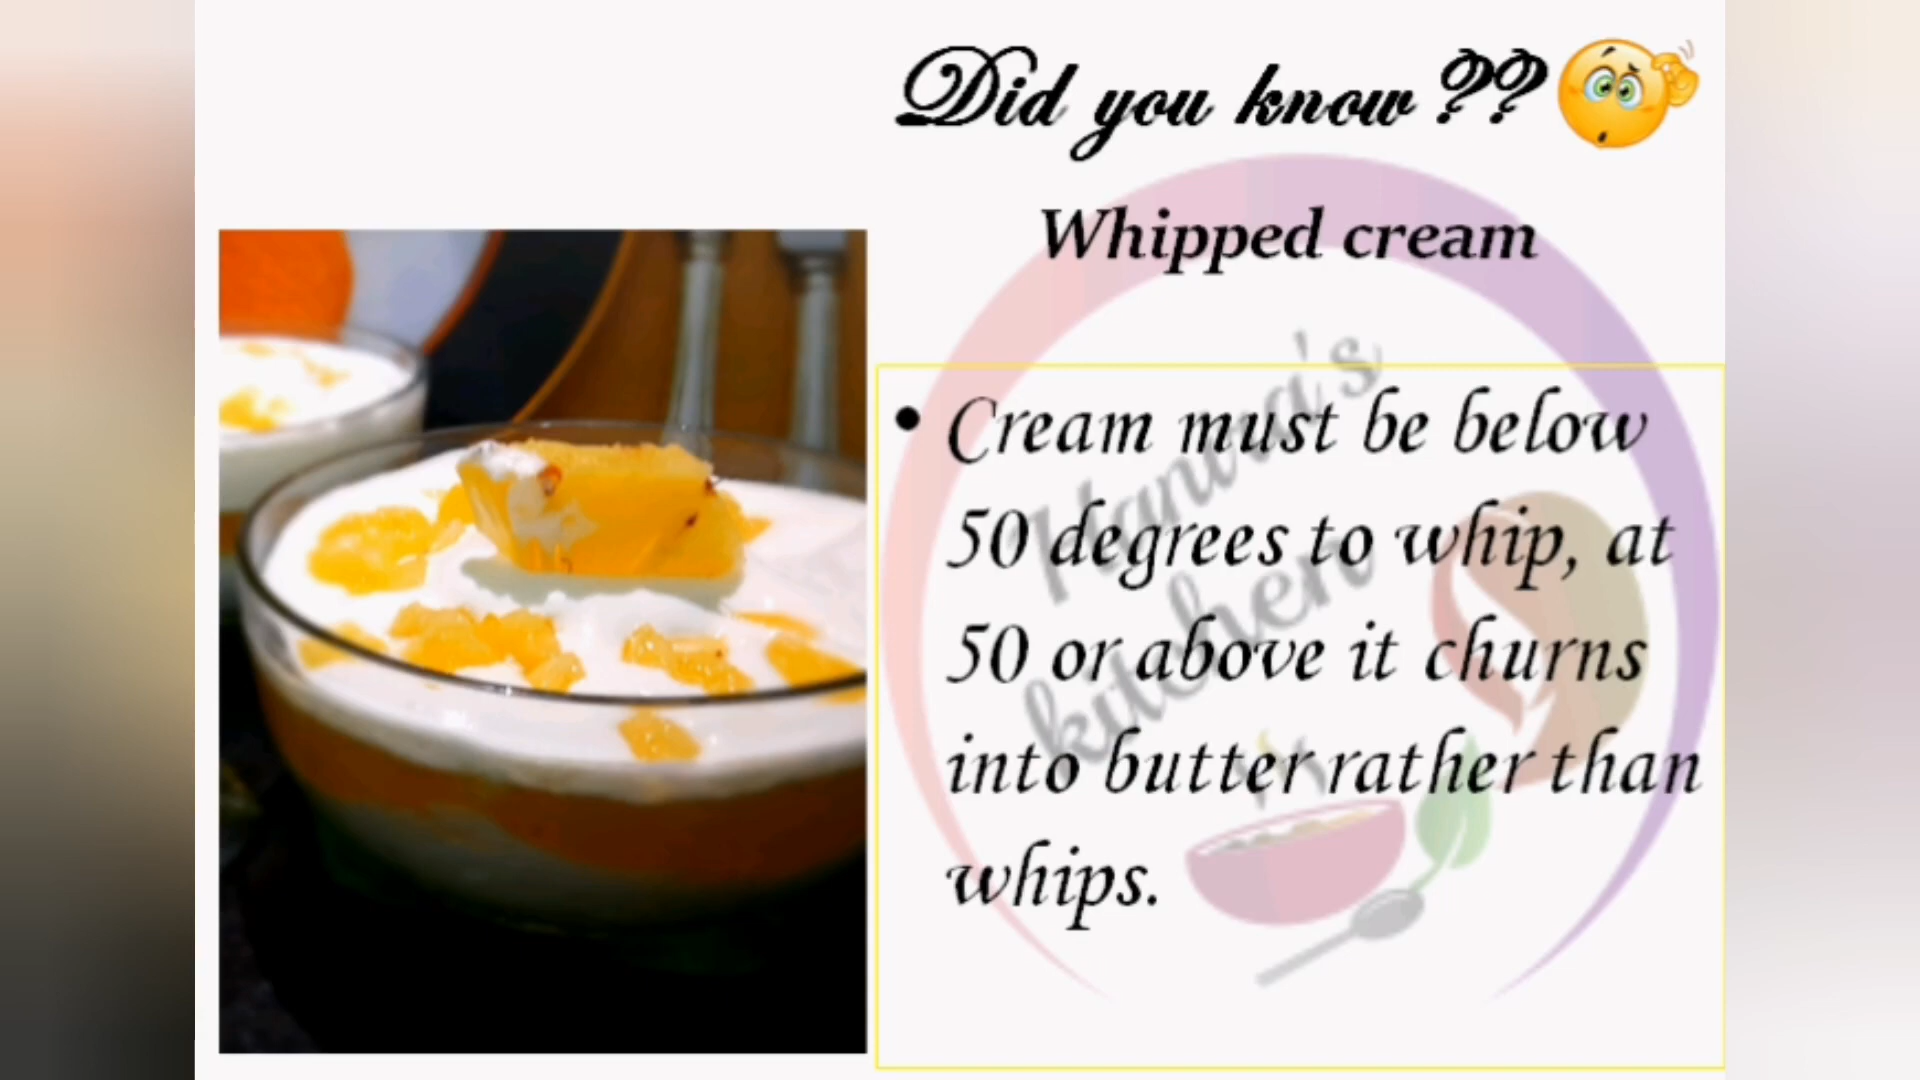 Did you know??
Whipped cream
• Cream must be below
50 degrees to whip, at
50 or above it churns
into butter rather than
whips.
kitchen